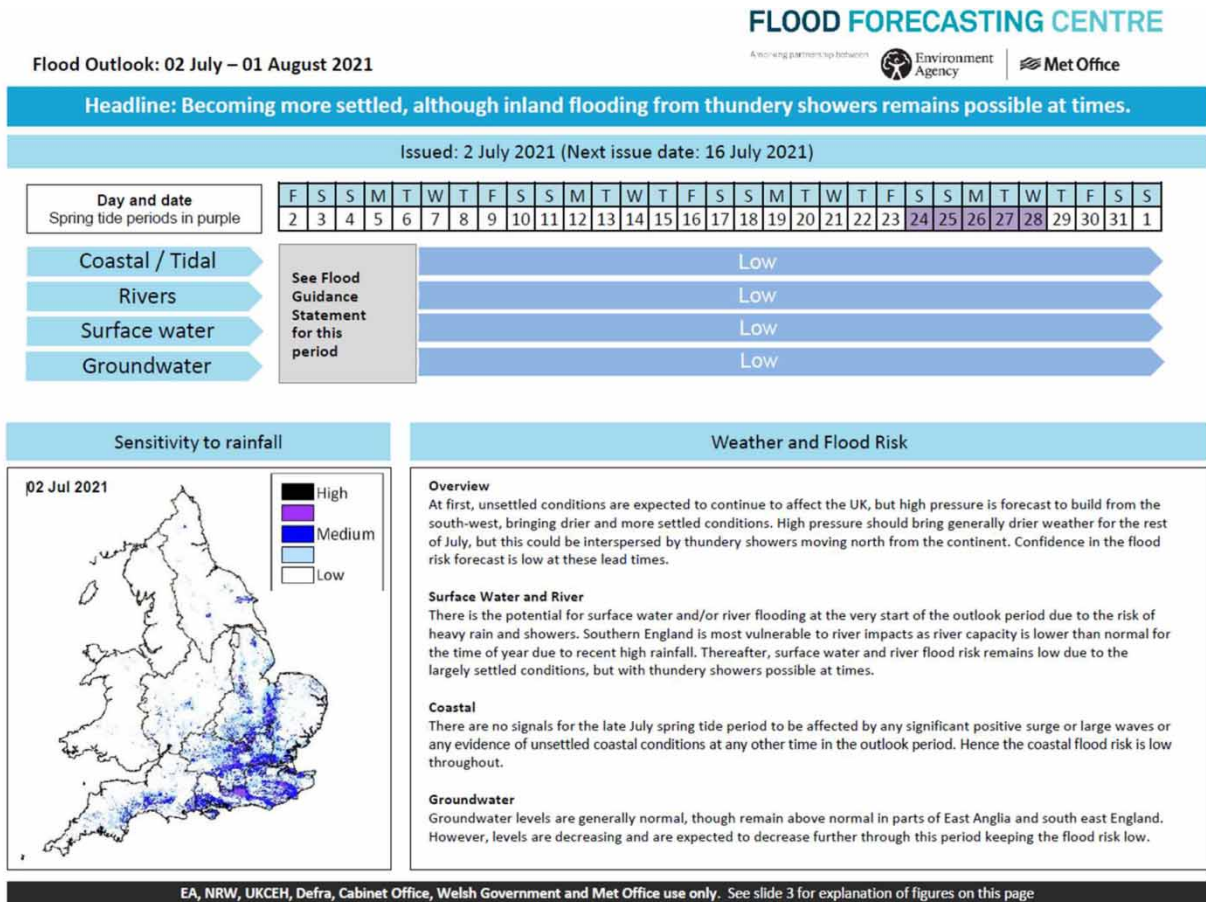 FLOOD FORECASTING CENTRE
A working partnership between
Environment
Agency
Met Office
Flood Outlook: 02 July – 01 August 2021
Headline: Becoming more settled, although inland flooding from thundery showers remains possible at times.
Issued: 2 July 2021 (Next issue date: 16 July 2021)
Day and date
Spring tide periods in purple
F S S M T W T F S S M T W T F S S M T W T F S S M T W T F S S
2 3 4 5 6 7 8 9 10 11 12 13 14 15 16 17 18 19 20 21 22 23 24 25 26 27 28 29 30 31 1
Coastal / Tidal
Rivers
Surface water
Groundwater
See Flood
Guidance
Statement
for this
period
Low
Low
Low
Low
Sensitivity to rainfall
02 Jul 2021
High
Medium
Low
Weather and Flood Risk
Overview
At first, unsettled conditions are expected to continue to affect the UK, but high pressure is forecast to build from the
south-west, bringing drier and more settled conditions. High pressure should bring generally drier weather for the rest
of July, but this could be interspersed by thundery showers moving north from the continent. Confidence in the flood
risk forecast is low at these lead times.
Surface Water and River
There is the potential for surface water and/or river flooding at the very start of the outlook period due to the risk of
heavy rain and showers. Southern England is most vulnerable to river impacts as river capacity is lower than normal for
the time of year due to recent high rainfall. Thereafter, surface water and river flood risk remains low due to the
largely settled conditions, but with thundery showers possible at times.
Coastal
There are no signals for the late July spring tide period to be affected by any significant positive surge or large waves or
any evidence of unsettled coastal conditions at any other time in the outlook period. Hence the coastal flood risk is low
throughout.
Groundwater
Groundwater levels are generally normal, though remain above normal in parts of East Anglia and south east England.
However, levels are decreasing and are expected to decrease further through this period keeping the flood risk low.
EA, NRW, UKCEH, Defra, Cabinet Office, Welsh Government and Met Office use only. See slide 3 for explanation of figures on this page